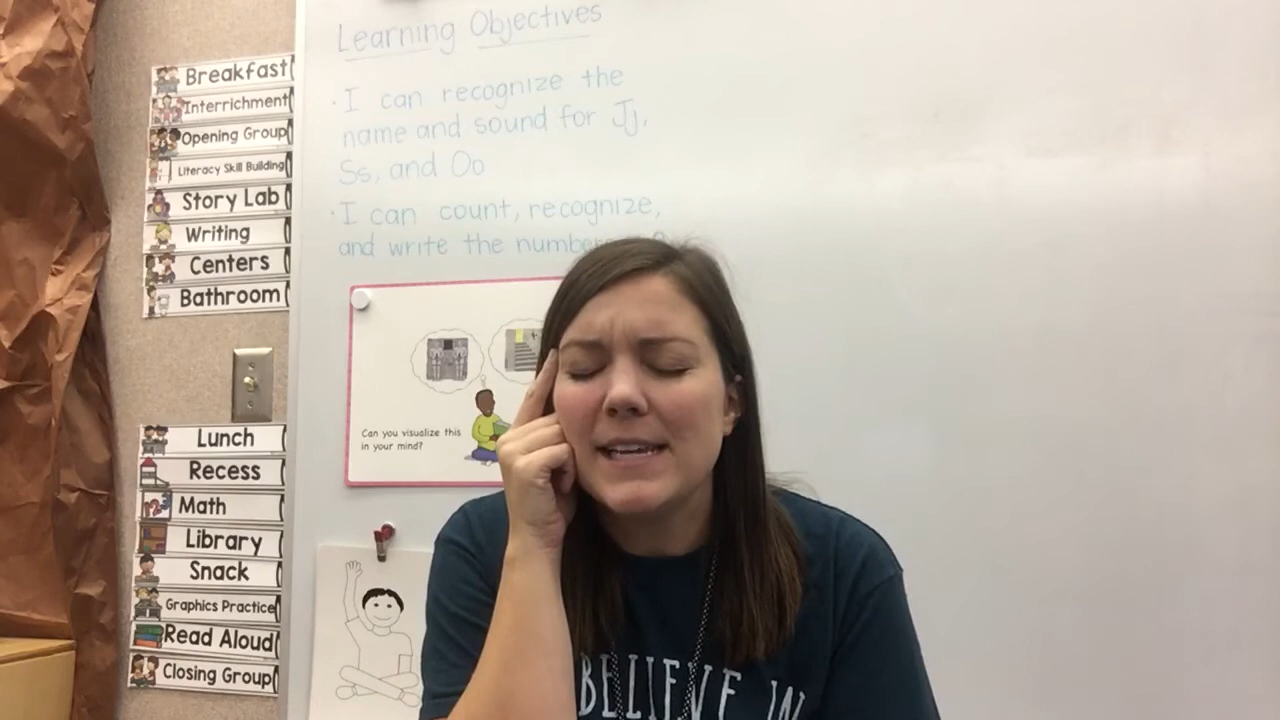 Breakfast
Interrichment
Opening Group
Literacy Skill Building
Story Lab
Writing
Centers
Bathroom
Lunch
Recess
Math
Library
Snack
Graphics Practice
Read Aloud
Closing Group
Learning Objectives
· I can recognize the
name and sound for Jj,
Ss, and Oo
· I can count, recognize,
and write the number
Can you visualize this
in your mind?
BELIEVE IN